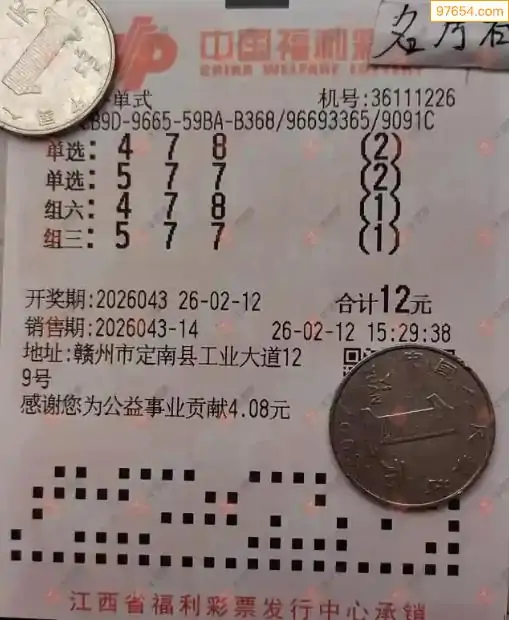 97654.com
名乃石
中国福利彩
CHINA WELFARE LOTTERY
单式 机号:36111226
B9D-9665-59BA-B368/96693365/9091C
单选: 4 7 8 (2)
单选: 5 7 7 (2)
组六: 4 7 8 (1)
组三: 5 7 7 (1)
开奖期:2026043 26-02-12 合计12元
销售期:2026043-14 26-02-12 15:29:38
地址:赣州市定南县工业大道12
9号
感谢您为公益事业贡献4.08元
江西省福利彩票发行中心承销